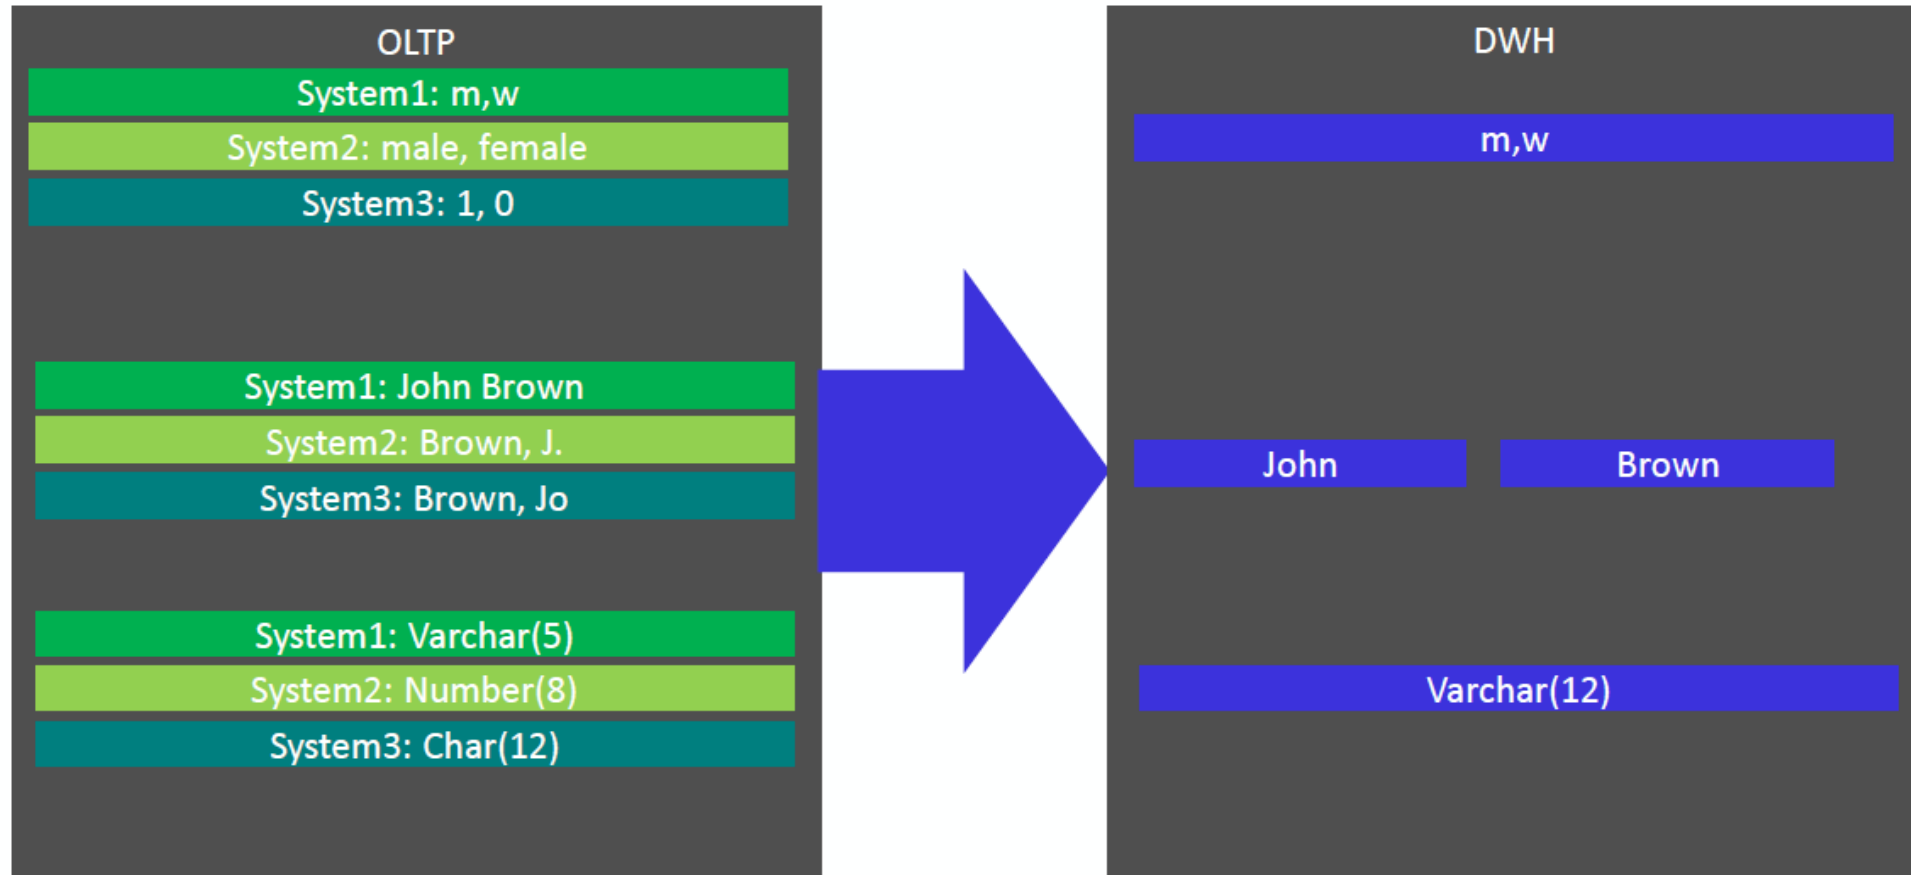 OLTP
System1: m,w
System2: male, female
System3: 1, 0
System1: John Brown
System2: Brown, J.
System3: Brown, Jo
System1: Varchar(5)
System2: Number(8)
System3: Char(12)
DWH
m,w
John
Brown
Varchar(12)